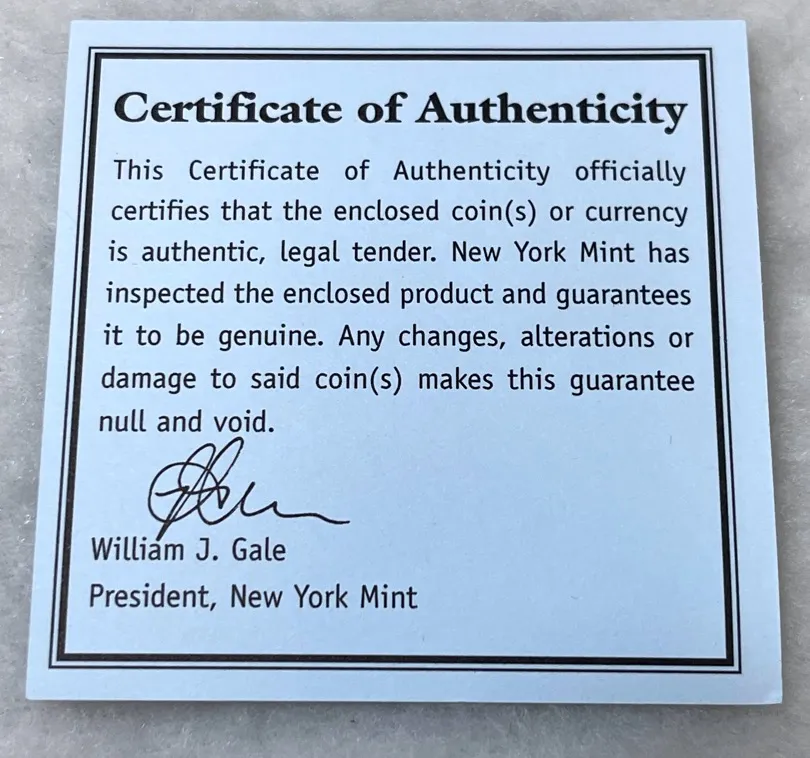 Certificate of Authenticity
This Certificate of Authenticity officially
certifies that the enclosed coin(s) or currency
is authentic, legal tender. New York Mint has
inspected the enclosed product and guarantees
it to be genuine. Any changes, alterations or
damage to said coin(s) makes this guarantee
null and void.
William J. Gale
President, New York Mint